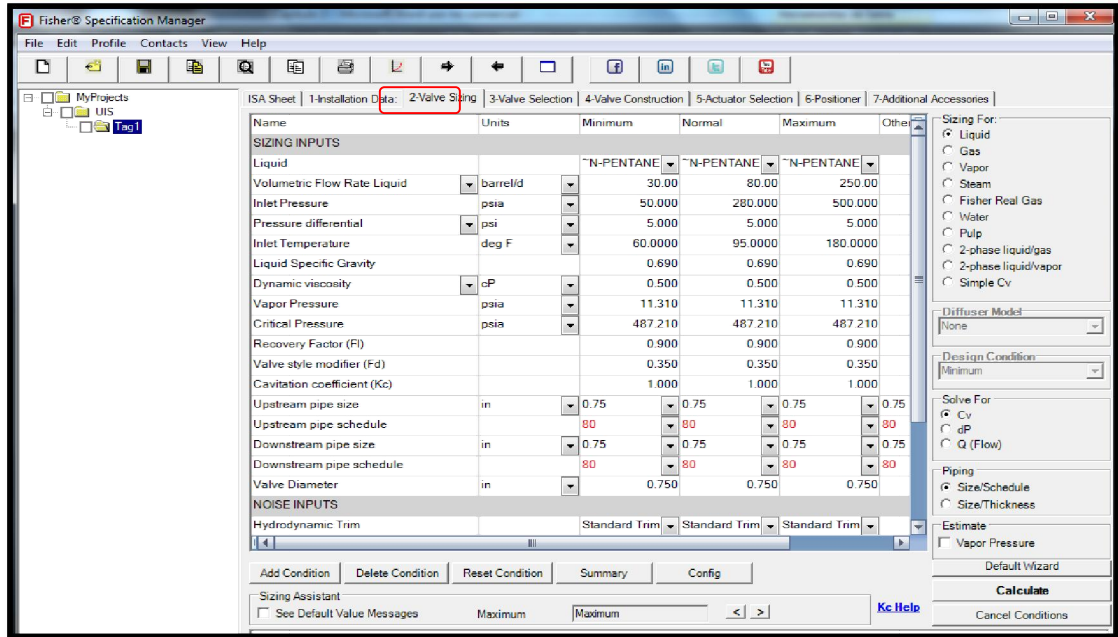 Fisher® Specification Manager
File Edit Profile Contacts View Help
MyProjects
UIS
Tag1
ISA Sheet 1-Installation Data: 2-Valve Sizing 3-Valve Selection 4-Valve Construction 5-Actuator Selection 6-Positioner 7-Additional Accessories
Name Units Minimum Normal Maximum Other
SIZING INPUTS
Liquid ~N-PENTANE ~N-PENTANE ~N-PENTANE
Volumetric Flow Rate Liquid barrel/d 30.00 80.00 250.00
Inlet Pressure psia 50.000 280.000 500.000
Pressure differential psi 5.000 5.000 5.000
Inlet Temperature deg F 60.0000 95.0000 180.0000
Liquid Specific Gravity 0.690 0.690 0.690
Dynamic viscosity cP 0.500 0.500 0.500
Vapor Pressure psia 11.310 11.310 11.310
Critical Pressure psia 487.210 487.210 487.210
Recovery Factor (Fl) 0.900 0.900 0.900
Valve style modifier (Fd) 0.350 0.350 0.350
Cavitation coefficient (Kc) 1.000 1.000 1.000
Upstream pipe size in 0.75 0.75 0.75 0.75
Upstream pipe schedule 80 80 80 80
Downstream pipe size in 0.75 0.75 0.75 0.75
Downstream pipe schedule 80 80 80 80
Valve Diameter in 0.750 0.750 0.750
NOISE INPUTS
Hydrodynamic Trim Standard Trim Standard Trim Standard Trim
Add Condition Delete Condition Reset Condition Summary Config
Sizing Assistant
See Default Value Messages Maximum Maximum < >
Kc Help
Sizing For:
Liquid
Gas
Vapor
Steam
Fisher Real Gas
Water
Pulp
2-phase liquid/gas
2-phase liquid/vapor
Simple Cv
Diffuser Model
None
Design Condition
Minimum
Solve For
Cv
dP
Q (Flow)
Piping
Size/Schedule
Size/Thickness
Estimate
Vapor Pressure
Default Wizard
Calculate
Cancel Conditions